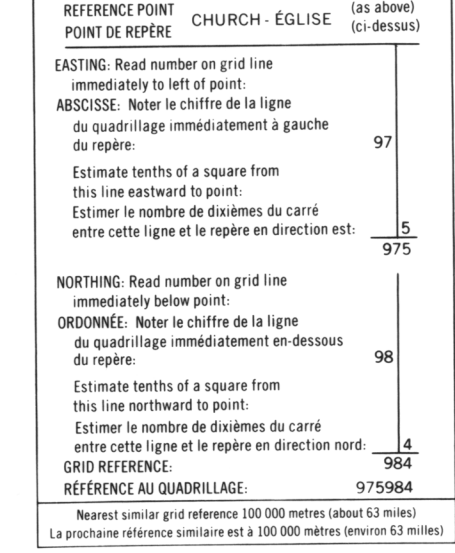 REFERENCE POINT
POINT DE REPÈRE
CHURCH - ÉGLISE
(as above)
(ci-dessus)
EASTING: Read number on grid line
immediately to left of point:
ABSCISSE: Noter le chiffre de la ligne
du quadrillage immédiatement à gauche
du repère: 97
Estimate tenths of a square from
this line eastward to point:
Estimer le nombre de dixièmes du carré
entre cette ligne et le repère en direction est: 5
975
NORTHING: Read number on grid line
immediately below point:
ORDONNÉE: Noter le chiffre de la ligne
du quadrillage immédiatement en-dessous
du repère: 98
Estimate tenths of a square from
this line northward to point:
Estimer le nombre de dixièmes du carré
entre cette ligne et le repère en direction nord: 4
GRID REFERENCE: 984
RÉFÉRENCE AU QUADRILLAGE: 975984
Nearest similar grid reference 100 000 metres (about 63 miles)
La prochaine référence similaire est à 100 000 mètres (environ 63 milles)